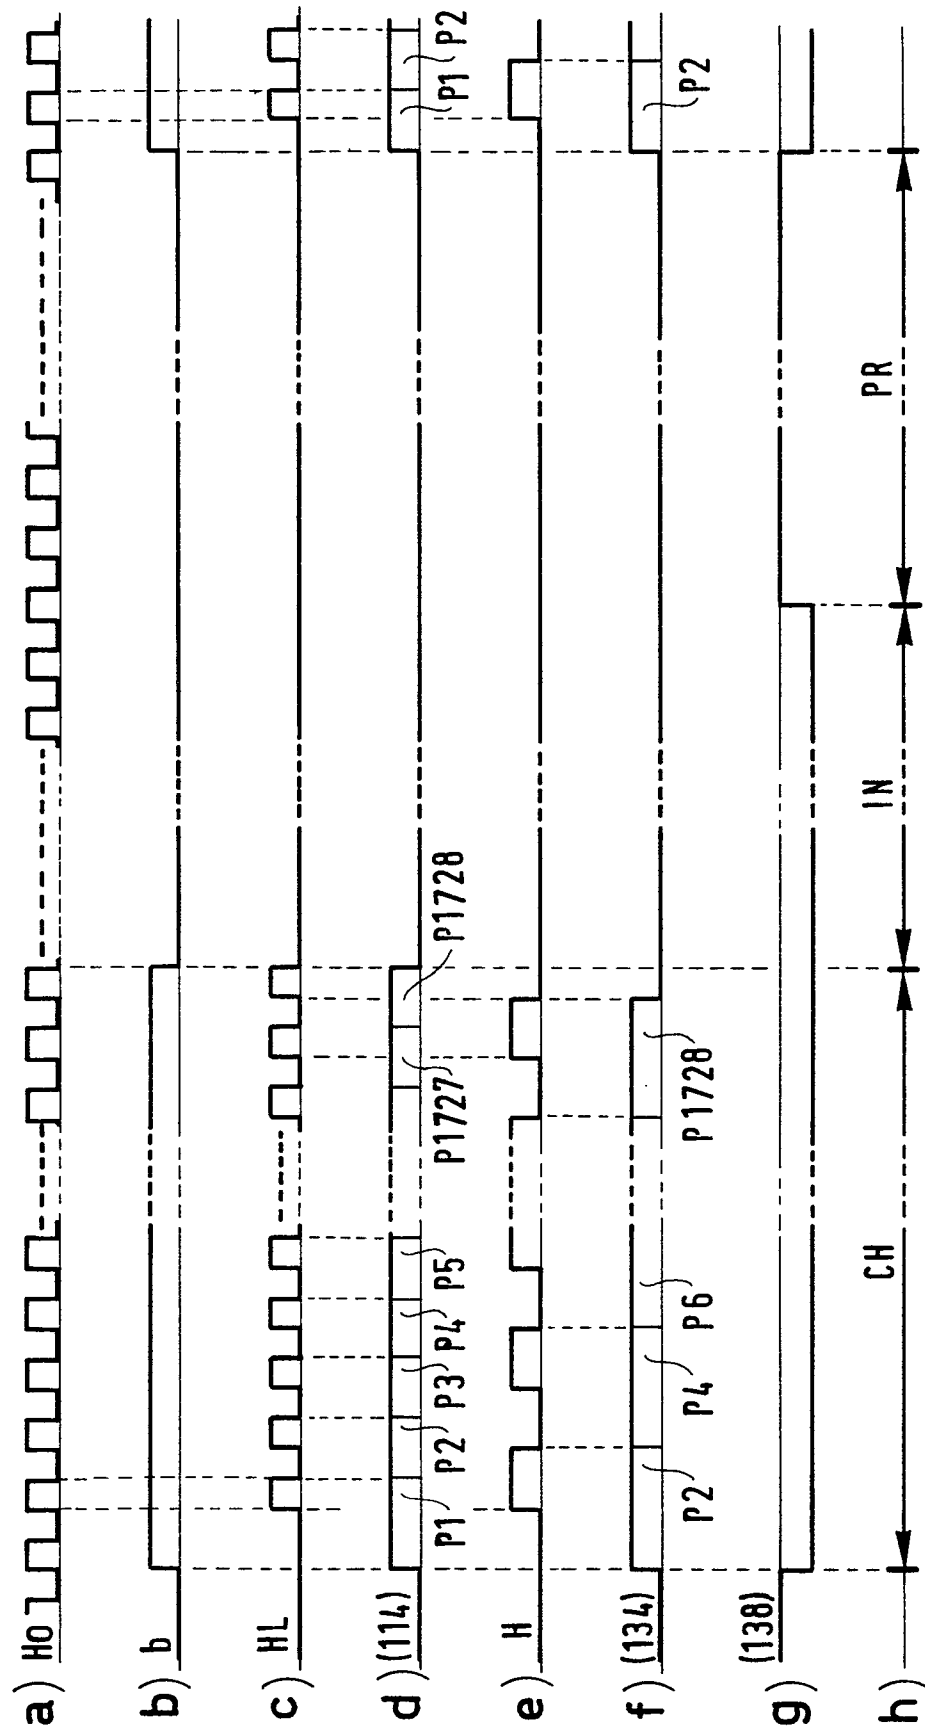 a) H0
b) b
c) HL
d) (114) P1 P2 P3 P4 P5 P1727 P1728 P1 P2
e) H
f) (134) P2 P4 P6 P1728 P2
g) (138)
h) CH IN PR